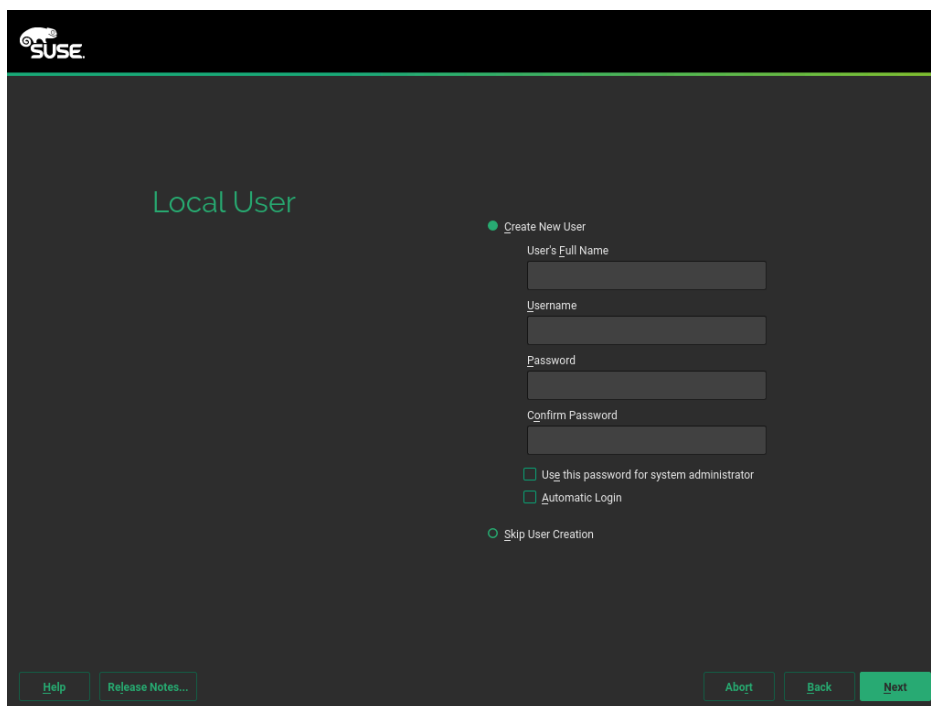 SUSE.
Local User
Create New User
User's Full Name
Username
Password
Confirm Password
Use this password for system administrator
Automatic Login
Skip User Creation
Help Release Notes... Abort Back Next